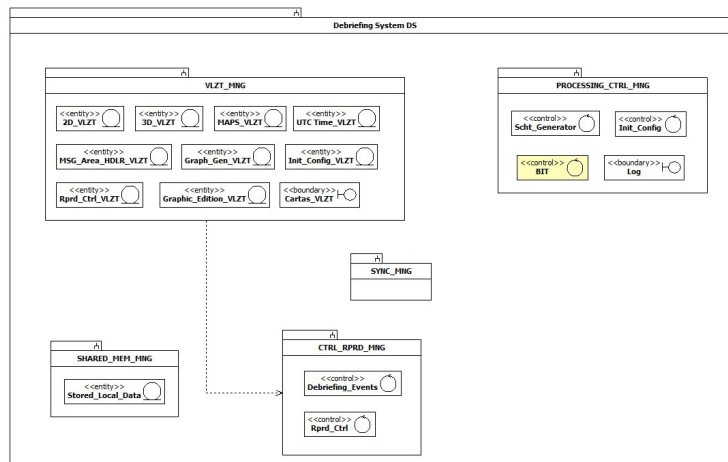 Debriefing System DS
VLZT_MNG
<<entity>>
2D_VLZT
<<entity>>
3D_VLZT
<<entity>>
MAPS_VLZT
<<entity>>
UTC Time_VLZT
<<entity>>
MSG_Area_HDLR_VLZT
<<entity>>
Graph_Gen_VLZT
<<entity>>
Init_Config_VLZT
<<entity>>
Rprd_Ctrl_VLZT
<<entity>>
Graphic_Edition_VLZT
<<boundary>>
Cartas_VLZT
PROCESSING_CTRL_MNG
<<control>>
Scht_Generator
<<control>>
Init_Config
<<control>>
BIT
<<boundary>>
Log
SYNC_MNG
SHARED_MEM_MNG
<<entity>>
Stored_Local_Data
CTRL_RPRD_MNG
<<control>>
Debriefing_Events
<<control>>
Rprd_Ctrl